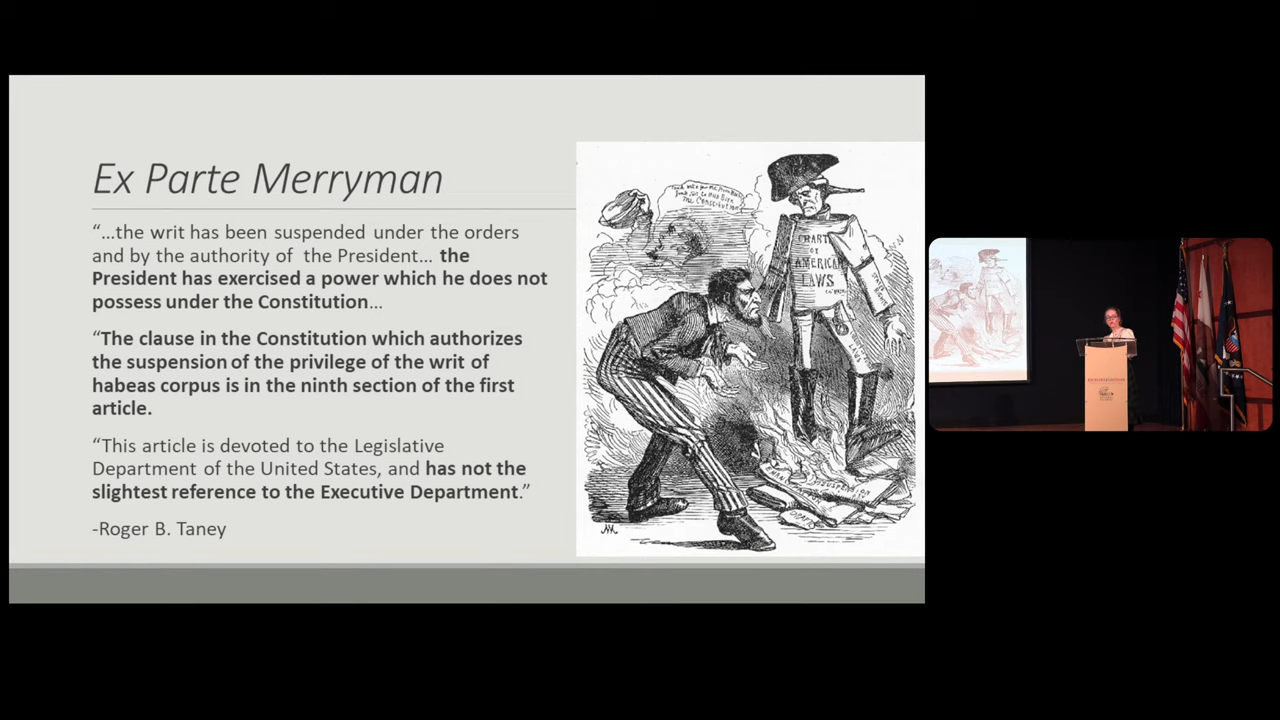 Ex Parte Merryman
“…the writ has been suspended under the orders
and by the authority of the President… the
President has exercised a power which he does not
possess under the Constitution…
“The clause in the Constitution which authorizes
the suspension of the privilege of the writ of
habeas corpus is in the ninth section of the first
article.
“This article is devoted to the Legislative
Department of the United States, and has not the
slightest reference to the Executive Department.”
-Roger B. Taney
The Constitution
AMERICAN
LAWS